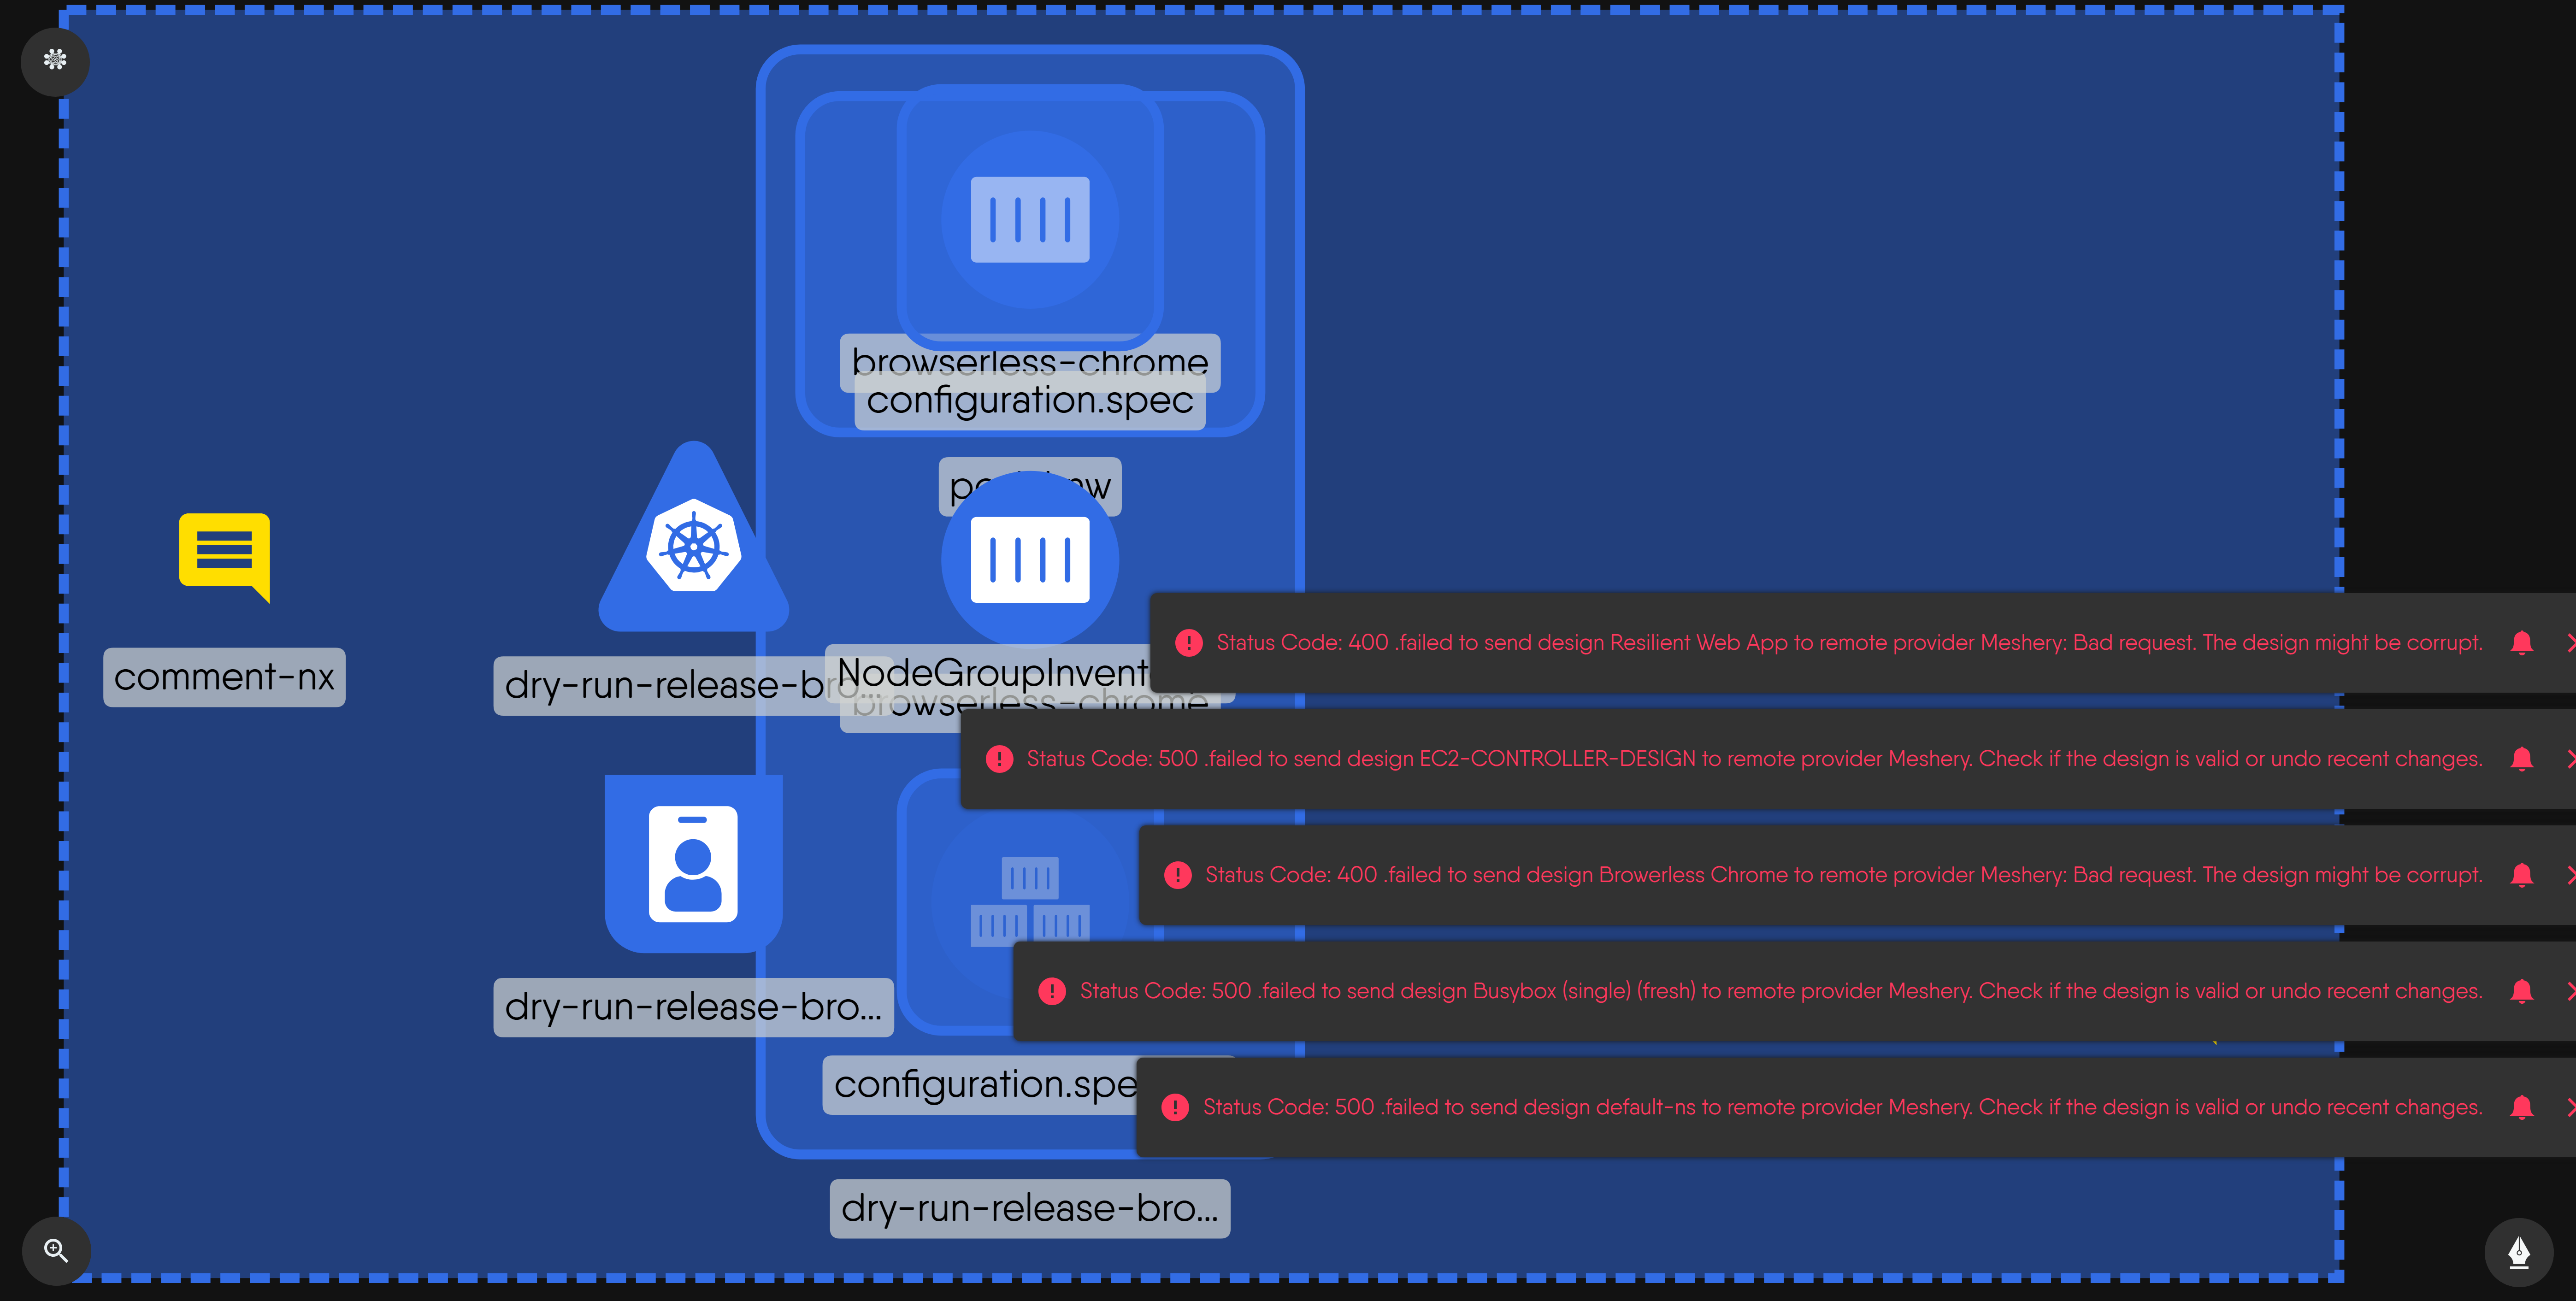 browserless-chrome
configuration.spec
comment-nx
dry-run-release-bro...
NodeGroupInvent
browserless-chrome
Status Code: 400 .failed to send design Resilient Web App to remote provider Meshery: Bad request. The design might be corrupt.
Status Code: 500 .failed to send design EC2-CONTROLLER-DESIGN to remote provider Meshery. Check if the design is valid or undo recent changes.
Status Code: 400 .failed to send design Browerless Chrome to remote provider Meshery: Bad request. The design might be corrupt.
Status Code: 500 .failed to send design Busybox (single) (fresh) to remote provider Meshery. Check if the design is valid or undo recent changes.
dry-run-release-bro...
configuration.spe
Status Code: 500 .failed to send design default-ns to remote provider Meshery. Check if the design is valid or undo recent changes.
dry-run-release-bro...